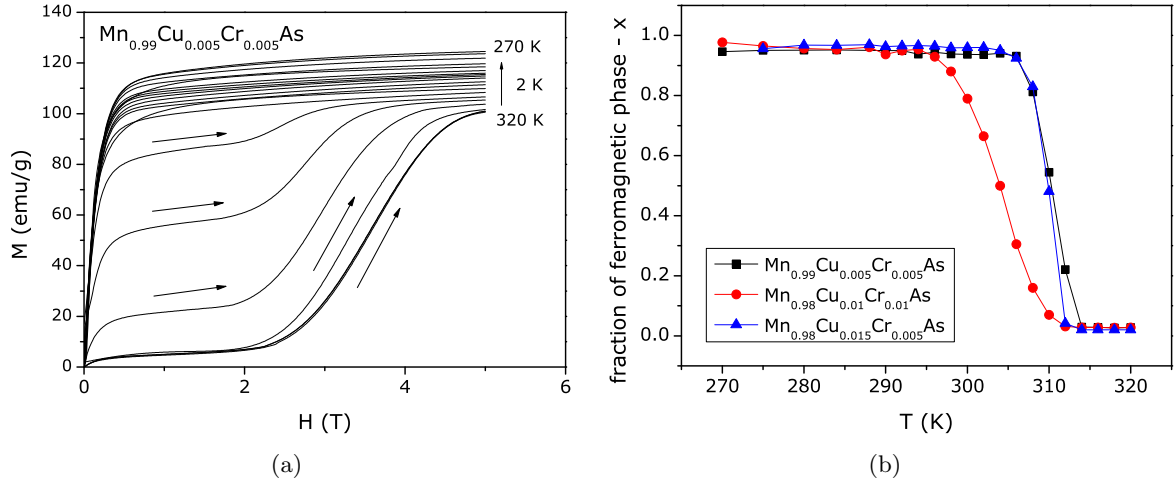 Mn0.99Cu0.005Cr0.005As
270 K
2 K
320 K
140
120
100
80
60
40
20
0
0 2 4 6
M (emu/g)
H (T)
(a)
1.0
0.8
0.6
0.4
0.2
0.0
270 280 290 300 310 320
fraction of ferromagnetic phase - x
Mn0.99Cu0.005Cr0.005As
Mn0.98Cu0.01Cr0.01As
Mn0.98Cu0.015Cr0.005As
T (K)
(b)